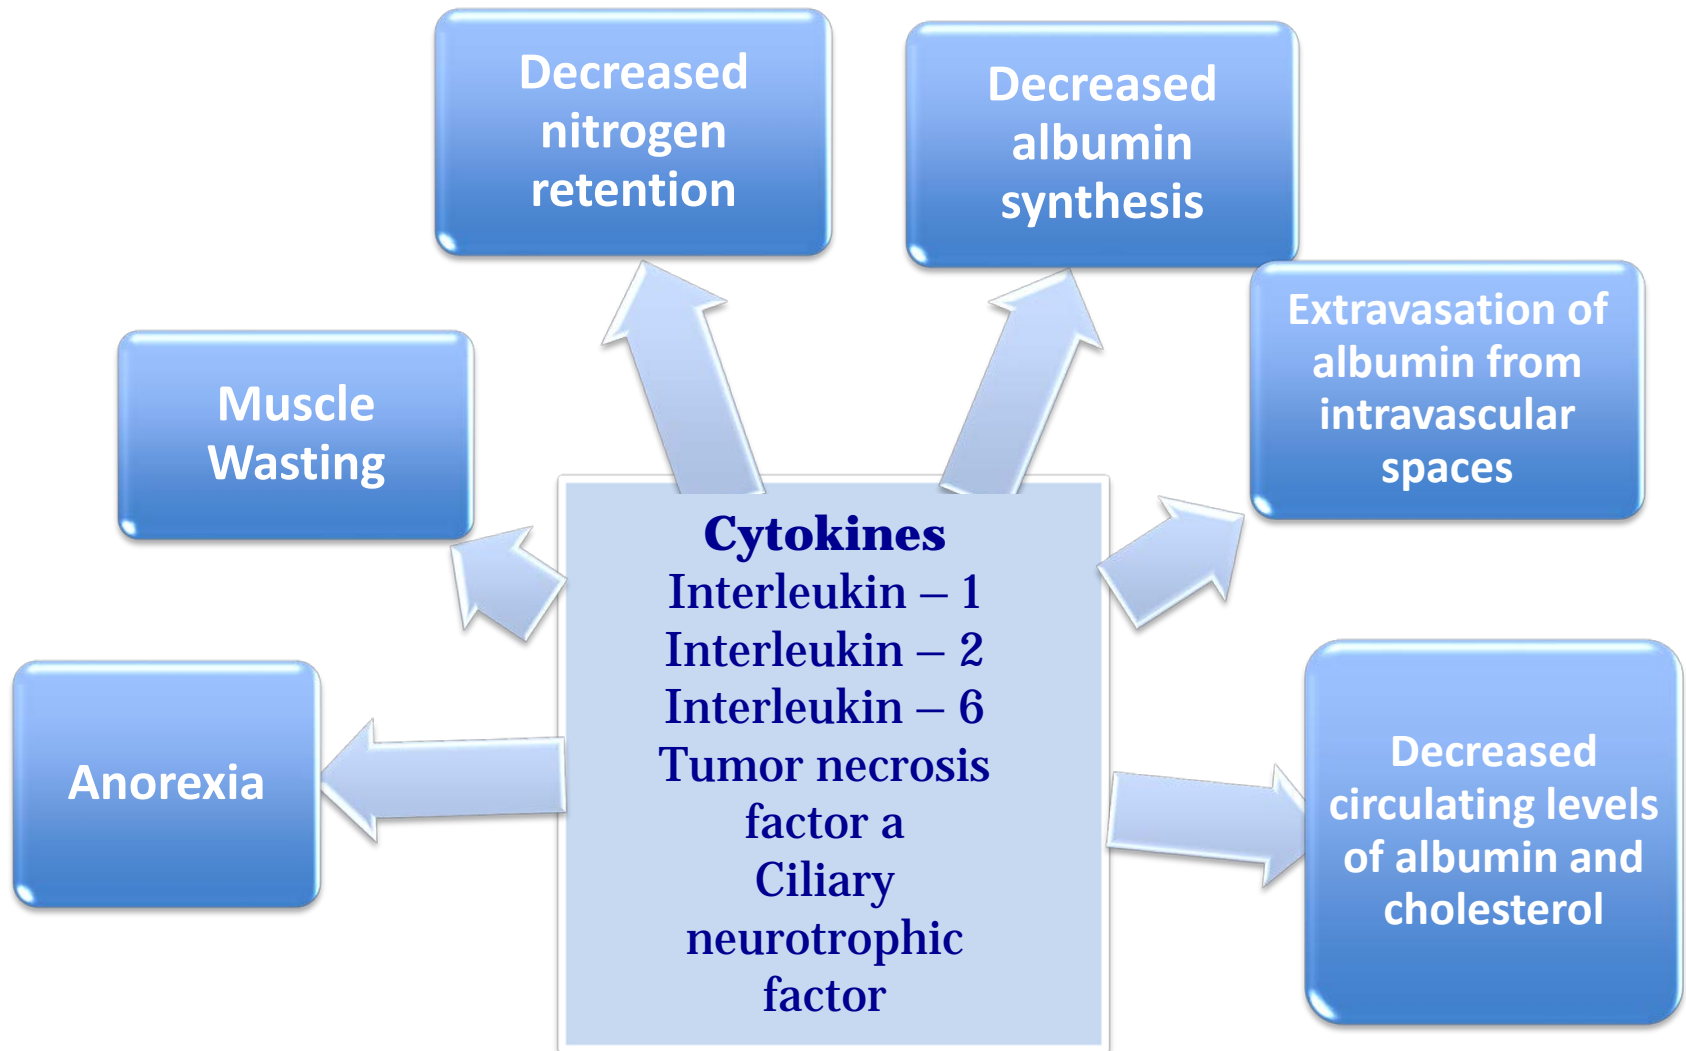 Decreased
nitrogen
retention
Decreased
albumin
synthesis
Extravasation of
albumin from
intravascular
spaces
Muscle
Wasting
Cytokines
Interleukin – 1
Interleukin – 2
Interleukin – 6
Tumor necrosis
factor a
Ciliary
neurotrophic
factor
Anorexia
Decreased
circulating levels
of albumin and
cholesterol